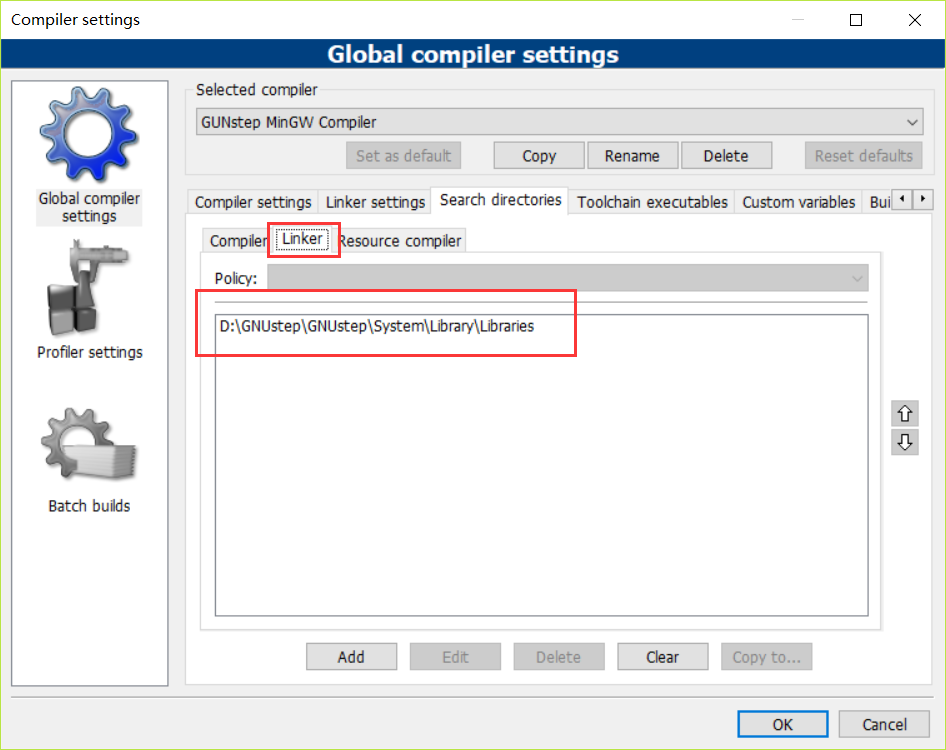 Compiler settings
Global compiler settings
Global compiler
settings
Profiler settings
Batch builds
Selected compiler
GUNstep MinGW Compiler
Set as default
Copy
Rename
Delete
Reset defaults
Compiler settings
Linker settings
Search directories
Toolchain executables
Custom variables
Bui
Compiler
Linker
Resource compiler
Policy:
D:\GNUstep\GNUstep\System\Library\Libraries
Add
Edit
Delete
Clear
Copy to...
OK
Cancel